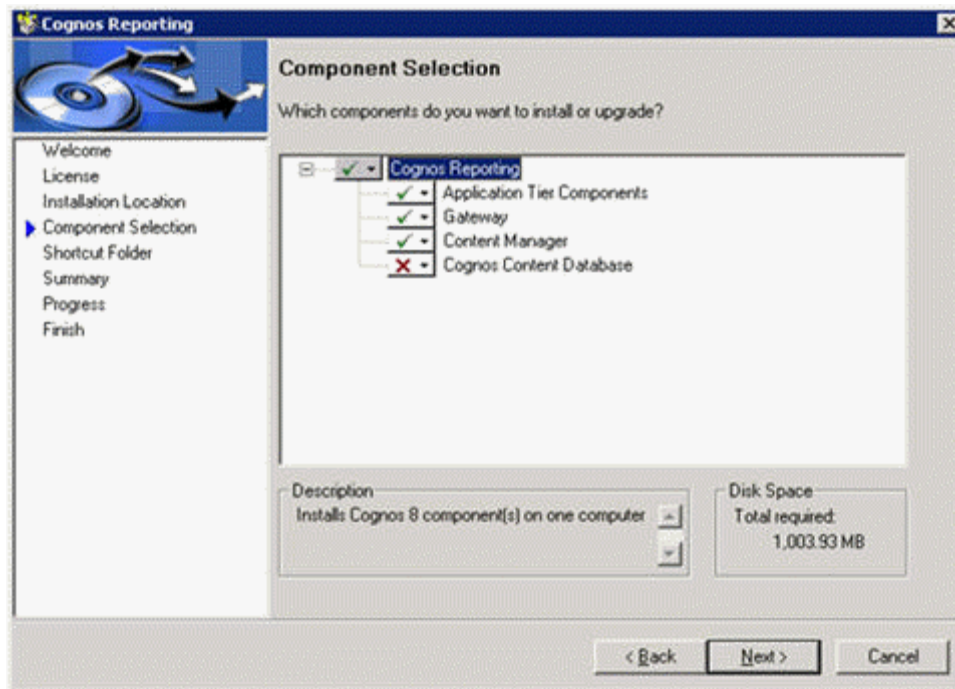 Cognos Reporting
Component Selection
Which components do you want to install or upgrade?
Welcome
License
Installation Location
Component Selection
Shortcut Folder
Summary
Progress
Finish
Cognos Reporting
Application Tier Components
Gateway
Content Manager
Cognos Content Database
Description
Installs Cognos 8 component(s) on one computer
Disk Space
Total required:
1,003.93 MB
< Back
Next >
Cancel